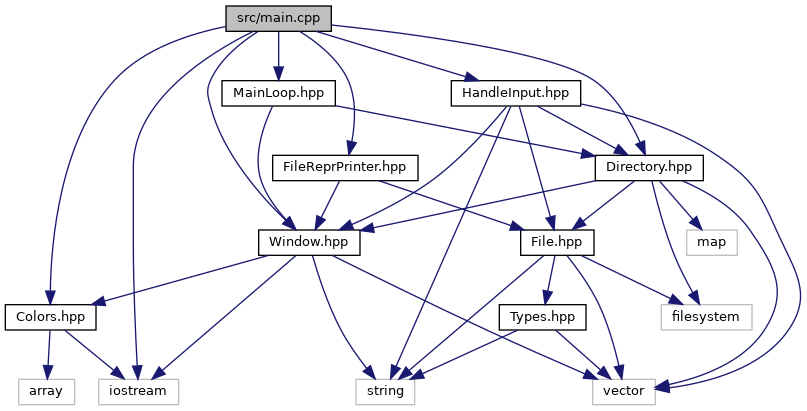 src/main.cpp
MainLoop.hpp
HandleInput.hpp
FileReprPrinter.hpp
Directory.hpp
Window.hpp
File.hpp
map
Colors.hpp
Types.hpp
filesystem
array
iostream
string
vector